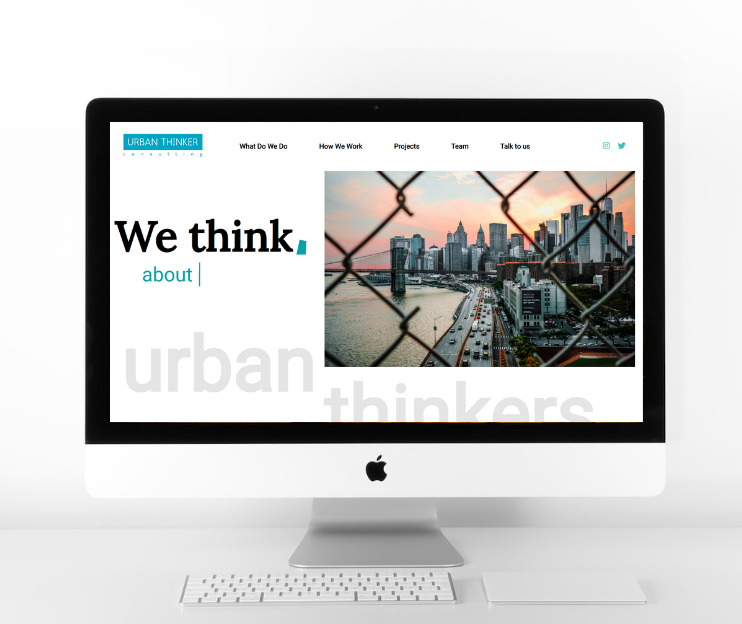 URBAN THINKER
consulting
What Do We Do
How We Work
Projects
Team
Talk to us
We think
about
urban
thinkers